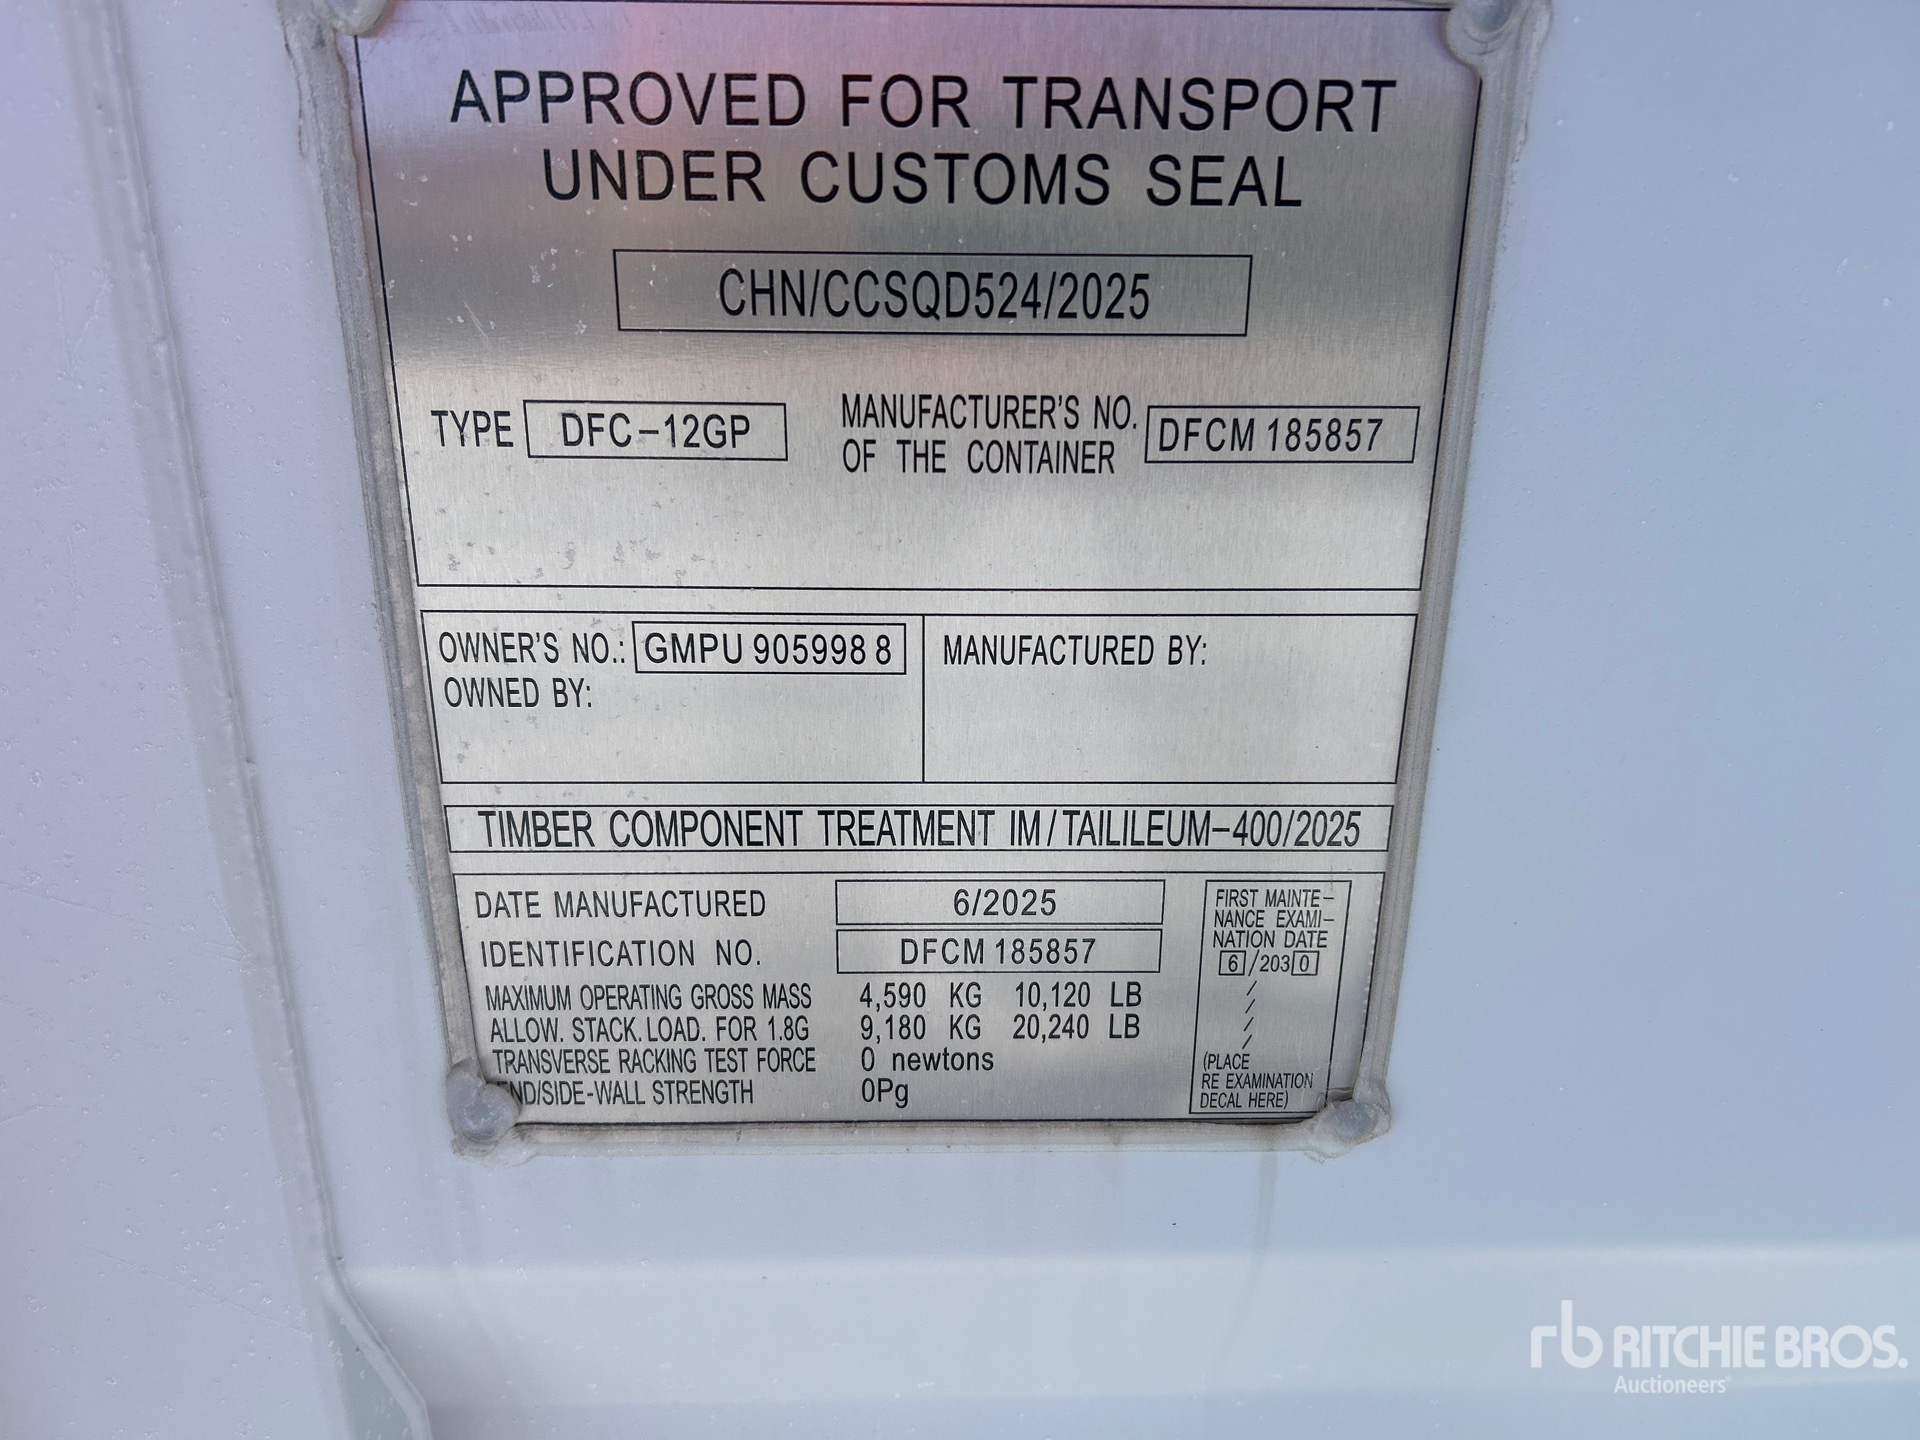 APPROVED FOR TRANSPORT
UNDER CUSTOMS SEAL
CHN/CCSQD524/2025
TYPE DFC-12GP MANUFACTURER'S NO. OF THE CONTAINER DFCM 185857
OWNER'S NO.: GMPU 905998 8
OWNED BY:
MANUFACTURED BY:
TIMBER COMPONENT TREATMENT IM/TAILILEUM-400/2025
DATE MANUFACTURED 6/2025
IDENTIFICATION NO. DFCM 185857
MAXIMUM OPERATING GROSS MASS 4,590 KG 10,120 LB
ALLOW. STACK. LOAD. FOR 1.8G 9,180 KG 20,240 LB
TRANSVERSE RACKING TEST FORCE 0 newtons
END/SIDE-WALL STRENGTH 0Pg
FIRST MAINTE-
NANCE EXAMI-
NATION DATE
6/2030
/
/
/
/
(PLACE
RE EXAMINATION
DECAL HERE)
rb RITCHIE BROS.
Auctioneers